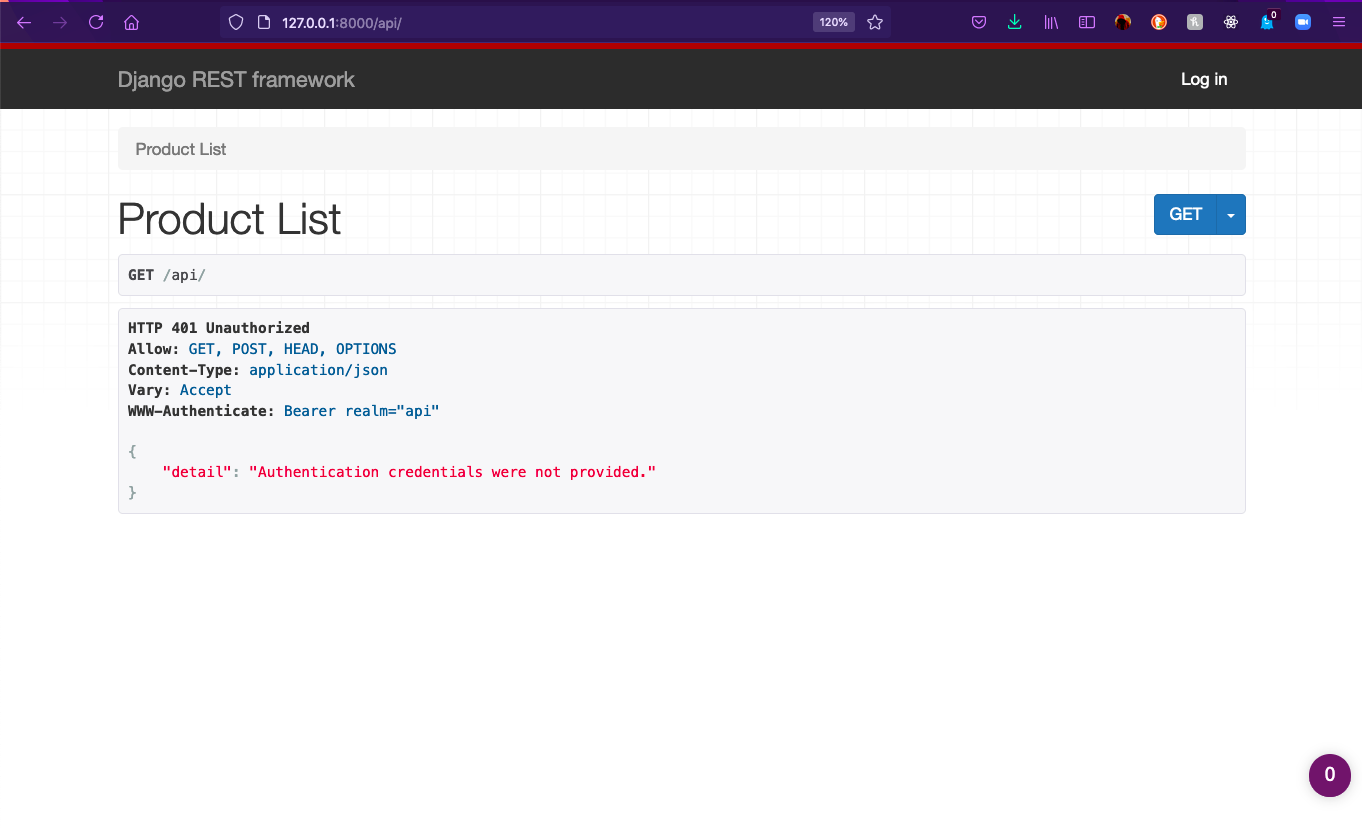 127.0.0.1:8000/api/
120%
0
Django REST framework
Log in
Product List
Product List
GET
GET /api/
HTTP 401 Unauthorized
Allow: GET, POST, HEAD, OPTIONS
Content-Type: application/json
Vary: Accept
WWW-Authenticate: Bearer realm="api"
{
"detail": "Authentication credentials were not provided."
}
0